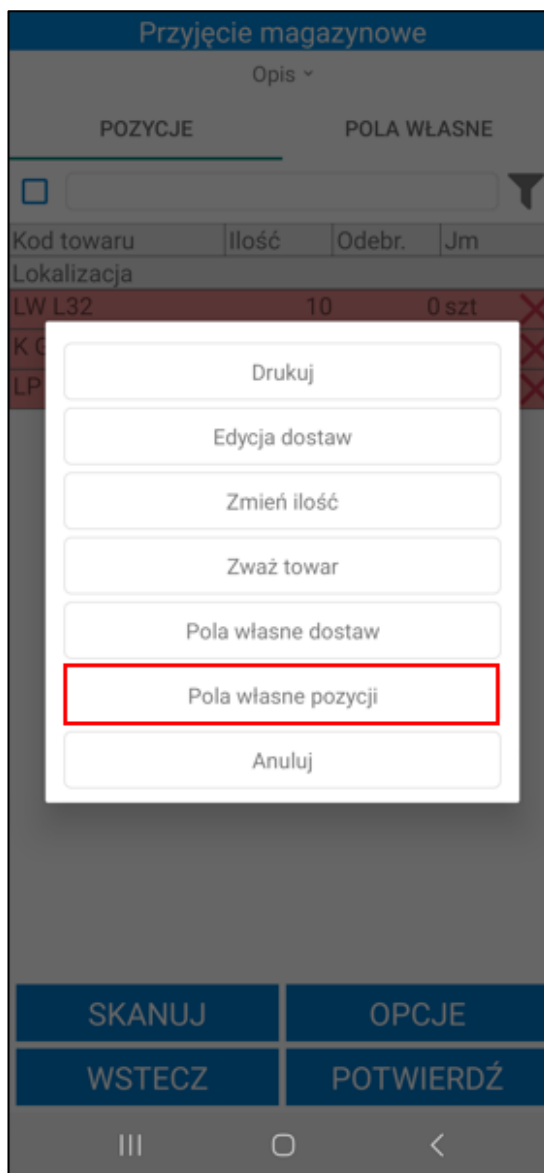 Przyjęcie magazynowe
Opis
POZYCJE POLA WŁASNE
Kod towaru Ilość Odebr. Jm
Lokalizacja
LW L32 10 0 szt
K
LP
Drukuj
Edycja dostaw
Zmień ilość
Zważ towar
Pola własne dostaw
Pola własne pozycji
Anuluj
SKANUJ OPCJE
WSTECZ POTWIERDŹ